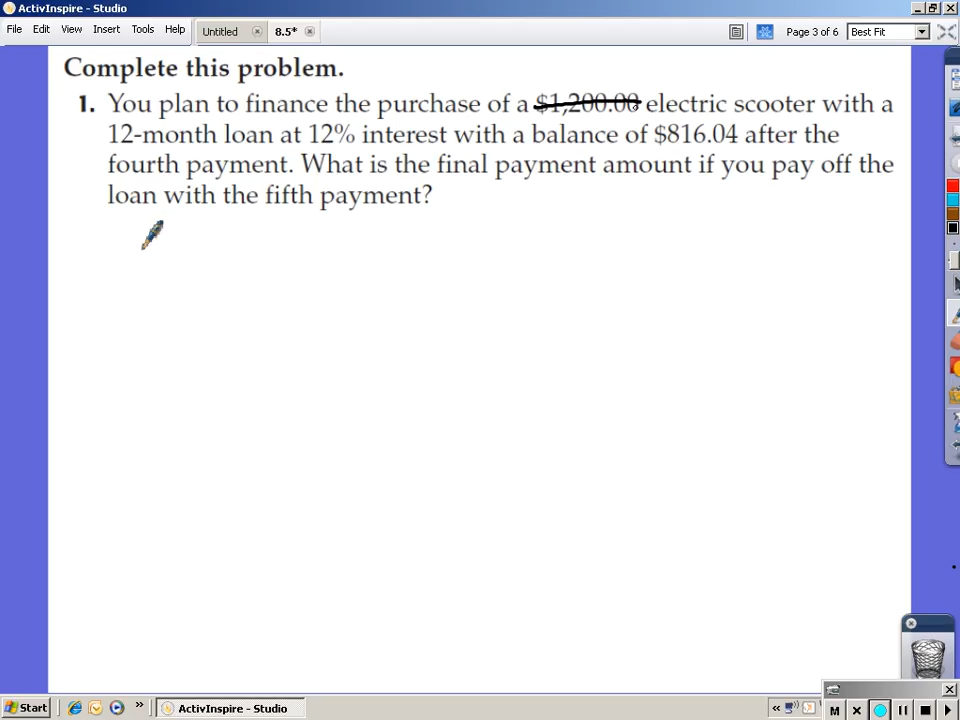 ActivInspire - Studio
File Edit View Insert Tools Help Untitled 8.5* Page 3 of 6 Best Fit
Complete this problem.
1. You plan to finance the purchase of a $1,200.00 electric scooter with a
12-month loan at 12% interest with a balance of $816.04 after the
fourth payment. What is the final payment amount if you pay off the
loan with the fifth payment?
Start ActivInspire - Studio M